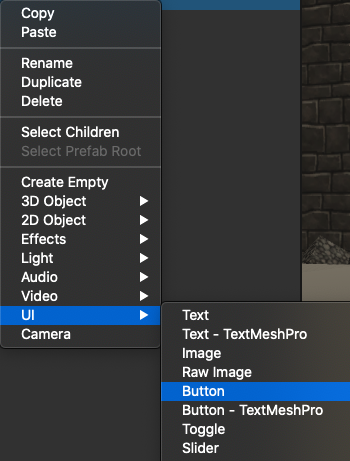 Copy
Paste
Rename
Duplicate
Delete
Select Children
Select Prefab Root
Create Empty
3D Object
2D Object
Effects
Light
Audio
Video
UI
Camera
Text
Text - TextMeshPro
Image
Raw Image
Button
Button - TextMeshPro
Toggle
Slider